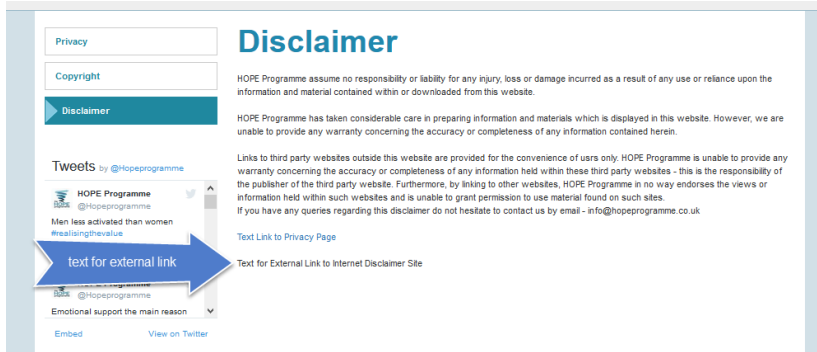 Privacy
Copyright
Disclaimer
Tweets by @Hopeprogramme
HOPE Programme
@Hopeprogramme
Men less activated than women
#realisingthevalue
text for external link
@Hopeprogramme
Emotional support the main reason
Embed
View on Twitter
Disclaimer
HOPE Programme assume no responsibility or liability for any injury, loss or damage incurred as a result of any use or reliance upon the
information and material contained within or downloaded from this website.
HOPE Programme has taken considerable care in preparing information and materials which is displayed in this website. However, we are
unable to provide any warranty concerning the accuracy or completeness of any information contained herein.
Links to third party websites outside this website are provided for the convenience of usrs only. HOPE Programme is unable to provide any
warranty concerning the accuracy or completeness of any information held within these third party websites - this is the responsibility of
the publisher of the third party website. Furthermore, by linking to other websites, HOPE Programme in no way endorses the views or
information held within such websites and is unable to grant permission to use material found on such sites.
If you have any queries regarding this disclaimer do not hesitate to contact us by email - info@hopeprogramme.co.uk
Text Link to Privacy Page
Text for External Link to Internet Disclaimer Site